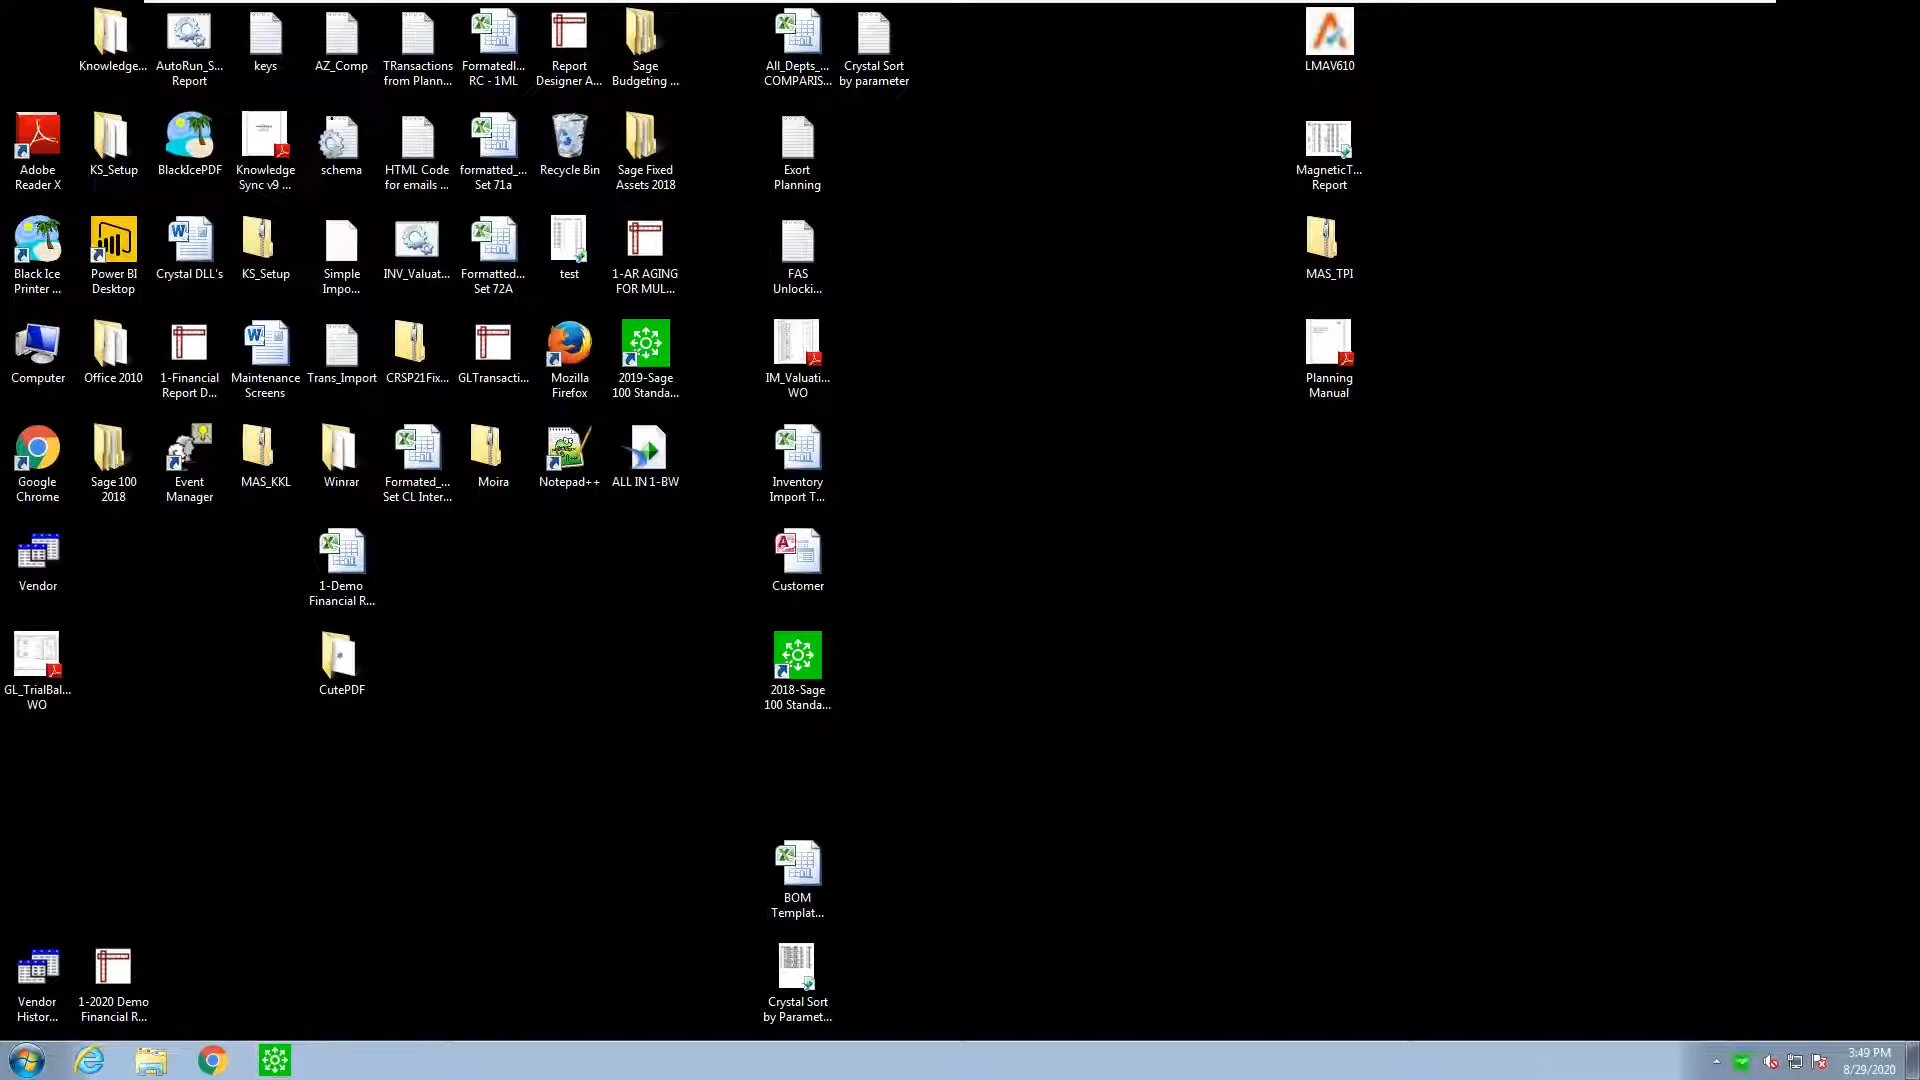 Knowledge...
AutoRun_S...
Report
keys
AZ_Comp
TRansactions
from Plann...
FormatedI...
RC - 1ML
Report
Designer A...
Sage
Budgeting ...
All_Depts_...
COMPARIS...
Crystal Sort
by parameter
LMAV610
Adobe
Reader X
KS_Setup
BlackIcePDF
Knowledge
Sync v9 ...
schema
HTML Code
for emails ...
formatted_...
Set 71a
Recycle Bin
Sage Fixed
Assets 2018
Exort
Planning
MagneticT...
Report
Black Ice
Printer ...
Power BI
Desktop
Crystal DLL's
KS_Setup
Simple
Impo...
INV_Valuat...
Formatted...
Set 72A
test
1-AR AGING
FOR MUL...
FAS
Unlocki...
MAS_TPI
Computer
Office 2010
1-Financial
Report D...
Maintenance
Screens
Trans_Import
CRSP21Fix...
GLTransacti...
Mozilla
Firefox
2019-Sage
100 Standa...
IM_Valuati...
WO
Planning
Manual
Google
Chrome
Sage 100
2018
Event
Manager
MAS_KKL
Winrar
Formated_...
Set CL Inter...
Moira
Notepad++
ALL IN 1-BW
Inventory
Import T...
Vendor
1-Demo
Financial R...
Customer
GL_TrialBal...
WO
CutePDF
2018-Sage
100 Standa...
BOM
Templat...
Vendor
Histor...
1-2020 Demo
Financial R...
Crystal Sort
by Paramet...
3:49 PM
8/29/2020